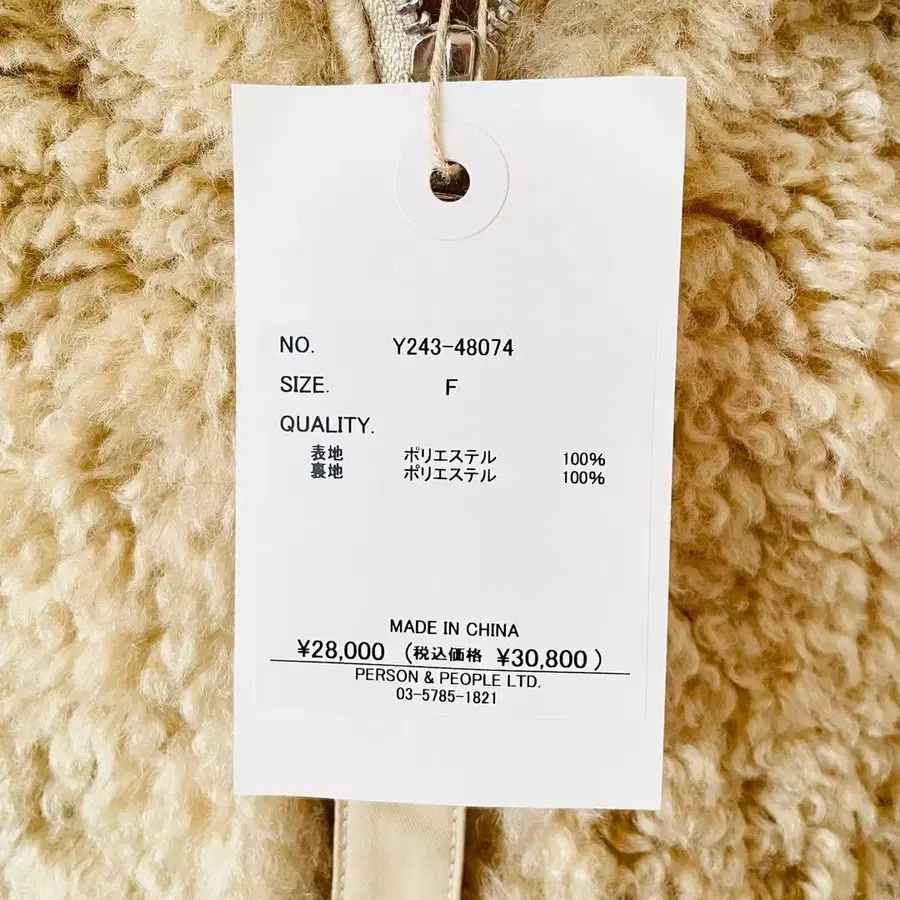 NO. Y243-48074
SIZE. F
QUALITY.
表地 ポリエステル 100%
裏地 ポリエステル 100%
MADE IN CHINA
¥28,000 (税込価格 ¥30,800)
PERSON & PEOPLE LTD.
03-5785-1821